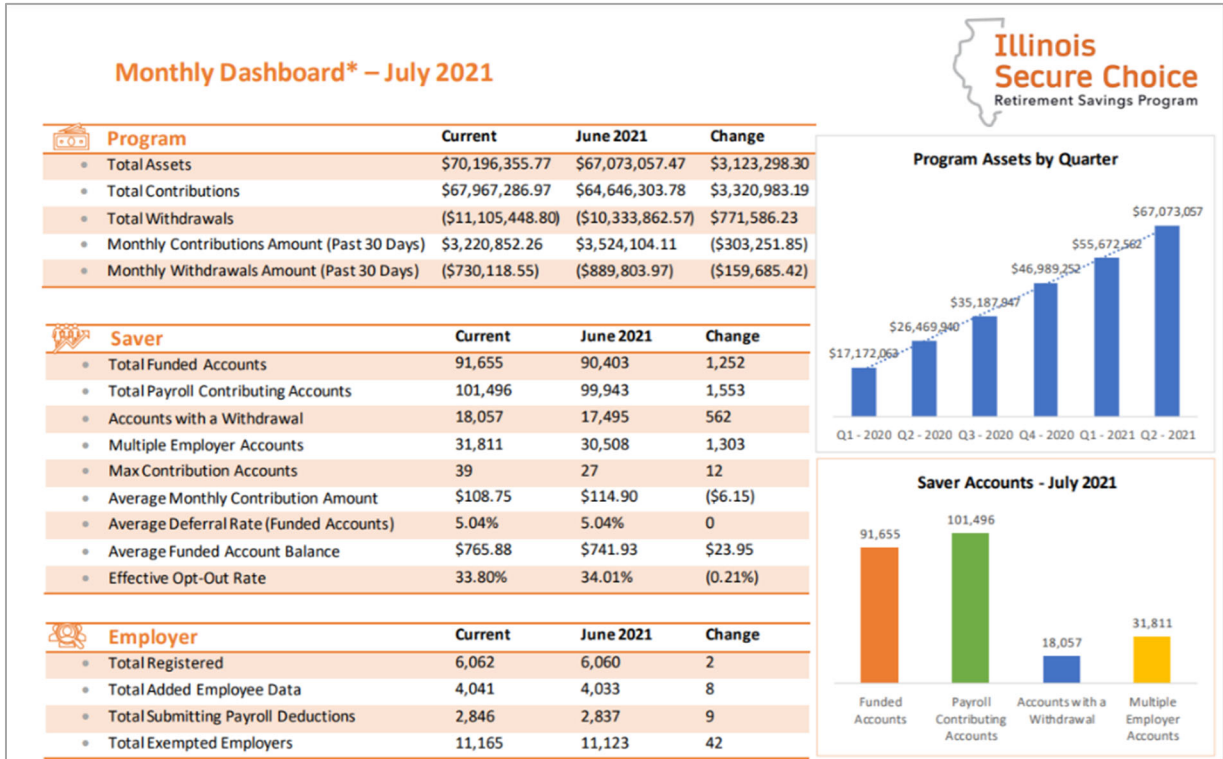 Monthly Dashboard* – July 2021
Illinois
Secure Choice
Retirement Savings Program
Program Current June 2021 Change
Total Assets $70,196,355.77 $67,073,057.47 $3,123,298.30
Total Contributions $67,967,286.97 $64,646,303.78 $3,320,983.19
Total Withdrawals ($11,105,448.80) ($10,333,862.57) $771,586.23
Monthly Contributions Amount (Past 30 Days) $3,220,852.26 $3,524,104.11 ($303,251.85)
Monthly Withdrawals Amount (Past 30 Days) ($730,118.55) ($889,803.97) ($159,685.42)
Saver Current June 2021 Change
Total Funded Accounts 91,655 90,403 1,252
Total Payroll Contributing Accounts 101,496 99,943 1,553
Accounts with a Withdrawal 18,057 17,495 562
Multiple Employer Accounts 31,811 30,508 1,303
Max Contribution Accounts 39 27 12
Average Monthly Contribution Amount $108.75 $114.90 ($6.15)
Average Deferral Rate (Funded Accounts) 5.04% 5.04% 0
Average Funded Account Balance $765.88 $741.93 $23.95
Effective Opt-Out Rate 33.80% 34.01% (0.21%)
Employer Current June 2021 Change
Total Registered 6,062 6,060 2
Total Added Employee Data 4,041 4,033 8
Total Submitting Payroll Deductions 2,846 2,837 9
Total Exempted Employers 11,165 11,123 42
Program Assets by Quarter
$67,073,057
$55,672,562
$46,989,252
$35,187,947
$26,469,940
$17,172,063
Q1 - 2020 Q2 - 2020 Q3 - 2020 Q4 - 2020 Q1 - 2021 Q2 - 2021
Saver Accounts - July 2021
101,496
91,655
31,811
18,057
Funded Payroll Accounts with a Multiple
Accounts Contributing Withdrawal Employer
Accounts Accounts